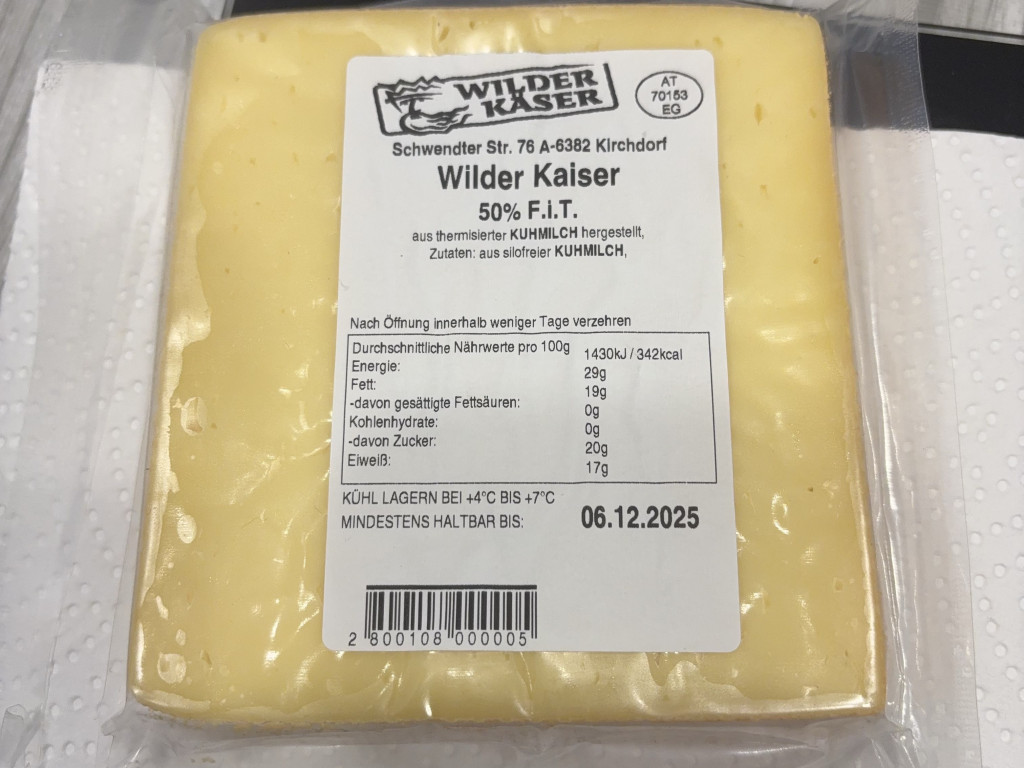 WILDER
KÄSER
AT
70153
EG
Schwendter Str. 76 A-6382 Kirchdorf
Wilder Kaiser
50% F.i.T.
aus thermisierter KUHMILCH hergestellt,
Zutaten: aus silofreier KUHMILCH,
Nach Öffnung innerhalb weniger Tage verzehren
Durchschnittliche Nährwerte pro 100g
Energie: 1430kJ / 342kcal
Fett: 29g
-davon gesättigte Fettsäuren: 19g
Kohlenhydrate: 0g
-davon Zucker: 0g
Eiweiß: 20g
17g
KÜHL LAGERN BEI +4°C BIS +7°C
MINDESTENS HALTBAR BIS: 06.12.2025
2 800108 000005